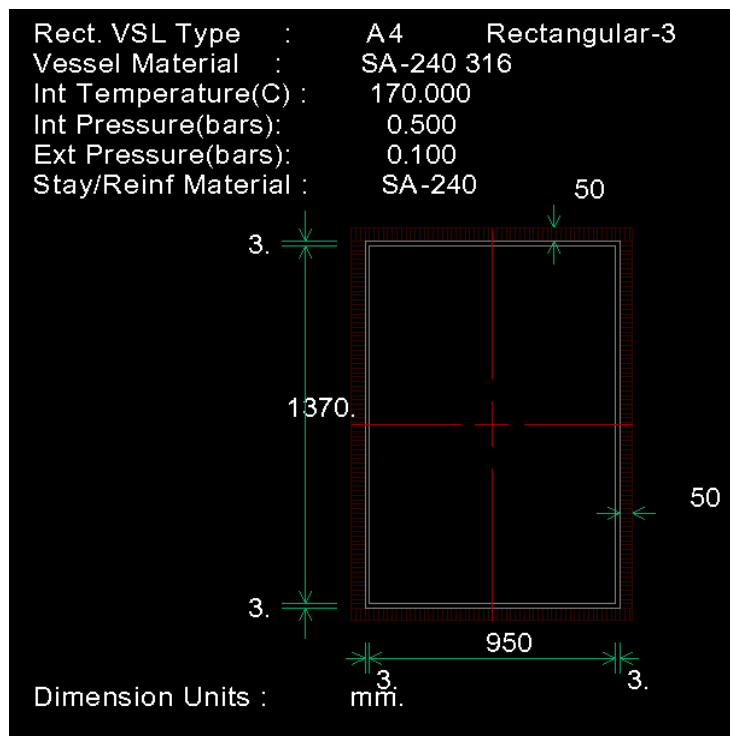 Rect. VSL Type : A4 Rectangular-3
Vessel Material : SA-240 316
Int Temperature(C) : 170.000
Int Pressure(bars): 0.500
Ext Pressure(bars): 0.100
Stay/Reinf Material : SA-240
50
3.
1370.
50
3.
950
3. 3.
Dimension Units : mm.